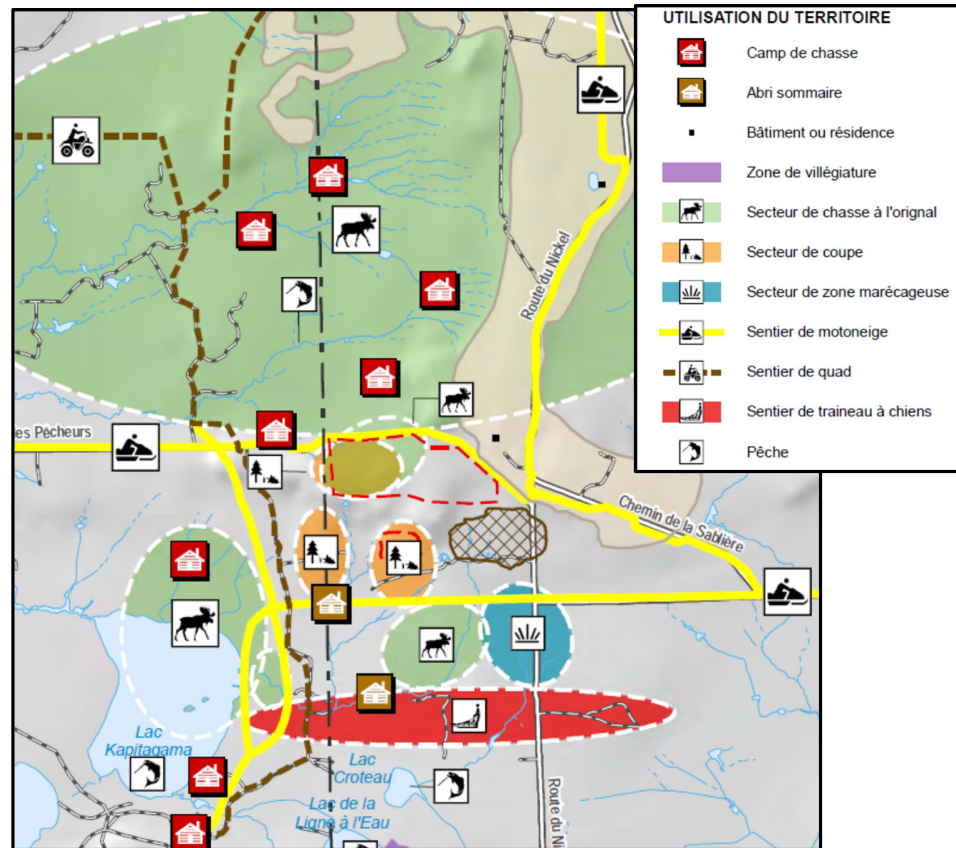 UTILISATION DU TERRITOIRE
Camp de chasse
Abri sommaire
Bâtiment ou résidence
Zone de villégiature
Secteur de chasse à l'orignal
Secteur de coupe
Secteur de zone marécageuse
Sentier de motoneige
Sentier de quad
Sentier de traineau à chiens
Pêche
Route du Nickel
es Pêcheurs
Chemin de la Sablière
Lac
Kapitagama
Lac
Croteau
Lac de la
Ligne à l'Eau
Route du Ni